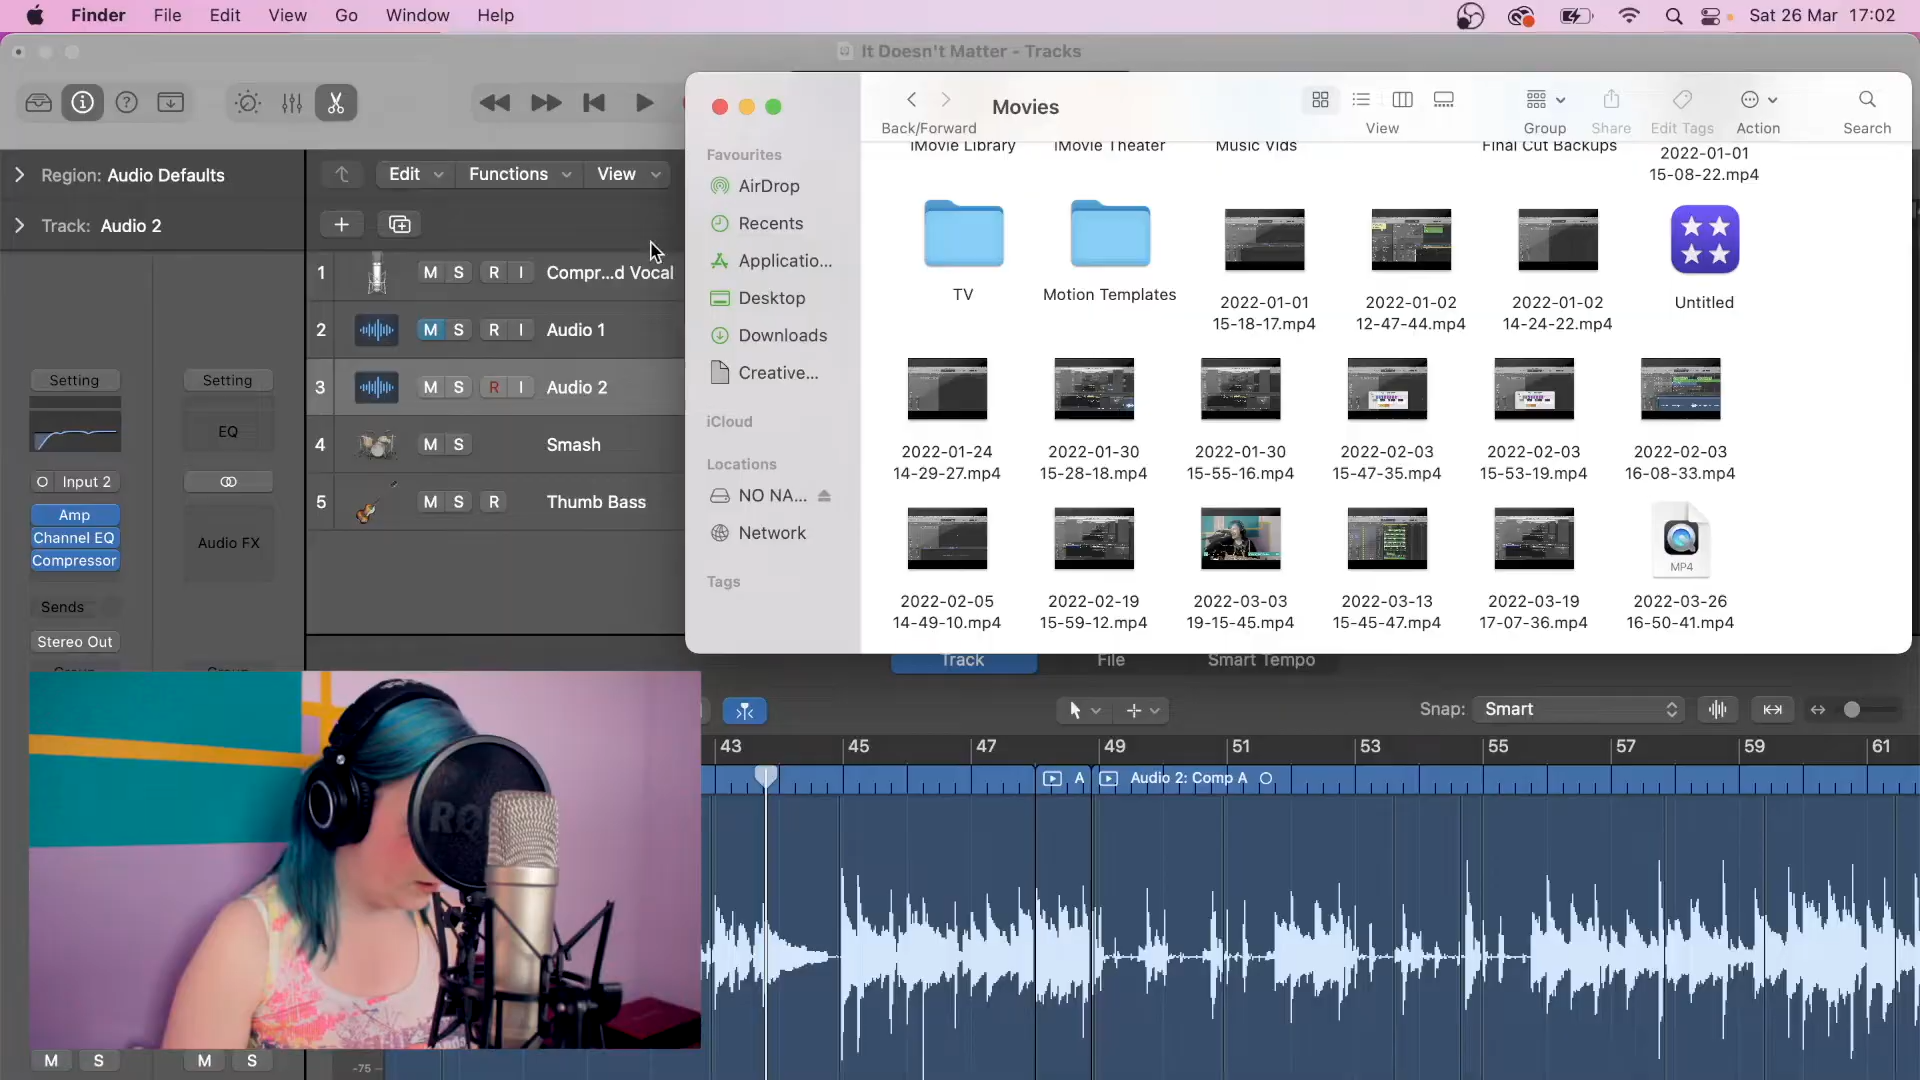 Finder File Edit View Go Window Help Sat 26 Mar 17:02
It Doesn't Matter - Tracks
Movies
Back/Forward View Group Share Edit Tags Action Search
Favourites
AirDrop
Recents
Applicatio...
Desktop
Downloads
Creative...
iCloud
Locations
NO NA...
Network
Tags
iMovie Library iMovie Theater Music Vids Final Cut Backups 2022-01-01
15-08-22.mp4
TV Motion Templates 2022-01-01 2022-01-02 2022-01-02 Untitled
15-18-17.mp4 12-47-44.mp4 14-24-22.mp4
2022-01-24 2022-01-30 2022-01-30 2022-02-03 2022-02-03 2022-02-03
14-29-27.mp4 15-28-18.mp4 15-55-16.mp4 15-47-35.mp4 15-53-19.mp4 16-08-33.mp4
MP4
2022-02-05 2022-02-19 2022-03-03 2022-03-13 2022-03-19 2022-03-26
14-49-10.mp4 15-59-12.mp4 19-15-45.mp4 15-45-47.mp4 17-07-36.mp4 16-50-41.mp4
Region: Audio Defaults
Track: Audio 2
Edit Functions View
1 M S R I Compr...d Vocal
2 M S R I Audio 1
3 M S R I Audio 2
4 M S Smash
5 M S R Thumb Bass
Setting Setting
EQ
Input 2
Amp
Channel EQ
Compressor
Audio FX
Sends
Stereo Out
Track File Smart Tempo
Snap: Smart
43 45 47 49 51 53 55 57 59 61
A Audio 2: Comp A
M S M S
-75